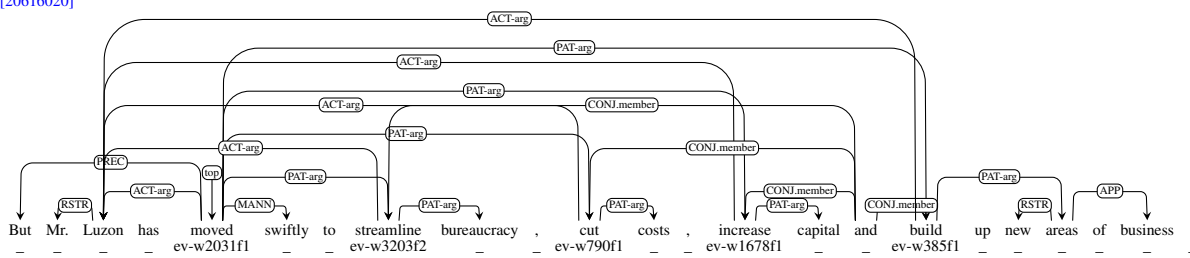 [20616020]
ACT-arg
PAT-arg
ACT-arg
PAT-arg
ACT-arg CONJ.member
PAT-arg
ACT-arg CONJ.member
PREC top PAT-arg PAT-arg
ACT-arg CONJ.member APP
RSTR MANN PAT-arg PAT-arg PAT-arg CONJ.member RSTR
But Mr. Luzon has moved swiftly to streamline bureaucracy , cut costs , increase capital and build up new areas of business
ev-w2031f1 ev-w3203f2 ev-w790f1 ev-w1678f1 ev-w385f1